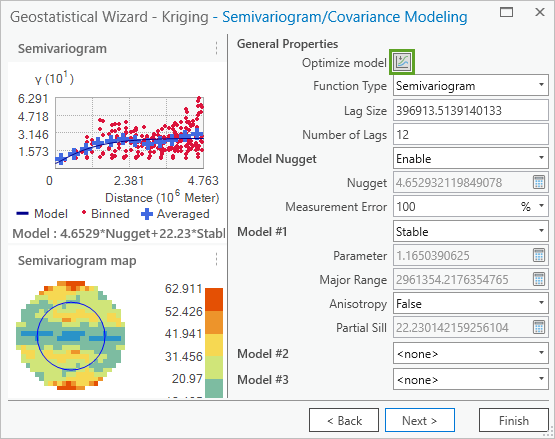 Geostatistical Wizard - Kriging - Semivariogram/Covariance Modeling
Semivariogram
γ (10¹)
6.291
4.718
3.146
1.573
0 2.381 4.763
Distance (10⁶ Meter)
Model Binned Averaged
Model : 4.6529*Nugget+22.23*Stabl
Semivariogram map
62.911
52.426
41.941
31.456
20.97
General Properties
Optimize model
Function Type Semivariogram
Lag Size 396913.5139140133
Number of Lags 12
Model Nugget Enable
Nugget 4.652932119849078
Measurement Error 100 %
Model #1 Stable
Parameter 1.1650390625
Major Range 2961354.2176354765
Anisotropy False
Partial Sill 22.230142159256104
Model #2 <none>
Model #3 <none>
< Back Next > Finish